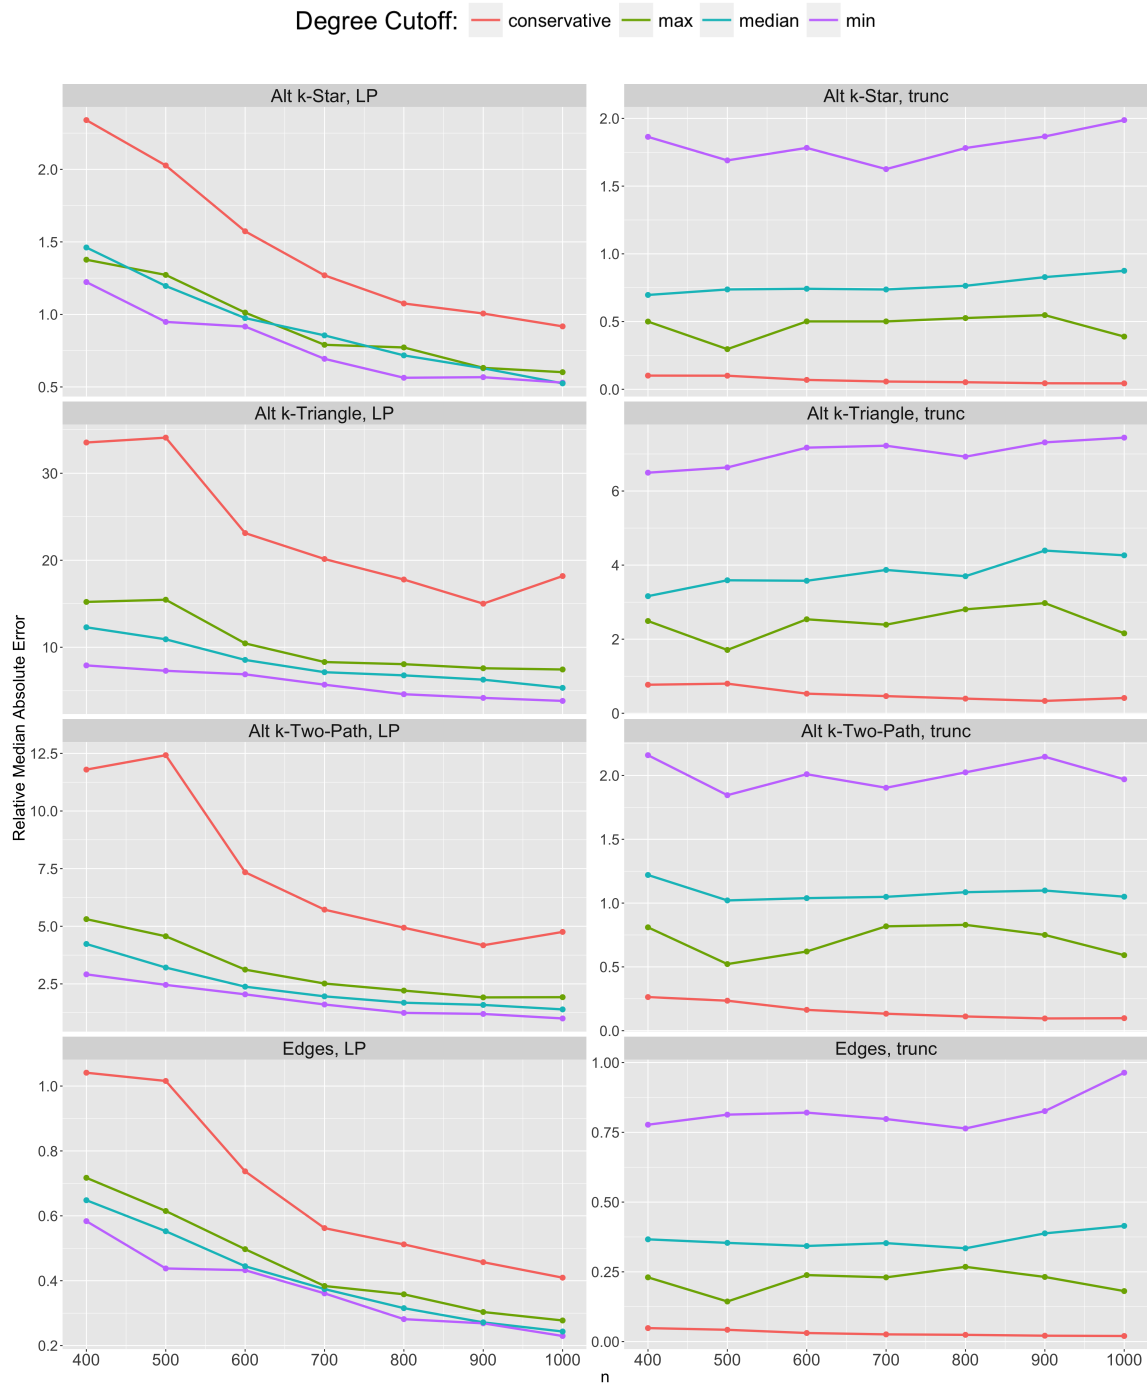 Degree Cutoff: conservative max median min
Alt k-Star, LP
2.0
1.5
1.0
0.5
Alt k-Star, trunc
2.0
1.5
1.0
0.5
0.0
Alt k-Triangle, LP
30
20
10
Alt k-Triangle, trunc
6
4
2
0
Relative Median Absolute Error
Alt k-Two-Path, LP
12.5
10.0
7.5
5.0
2.5
Alt k-Two-Path, trunc
2.0
1.5
1.0
0.5
0.0
Edges, LP
1.0
0.8
0.6
0.4
0.2
400 500 600 700 800 900 1000
Edges, trunc
1.00
0.75
0.50
0.25
0.00
400 500 600 700 800 900 1000
n